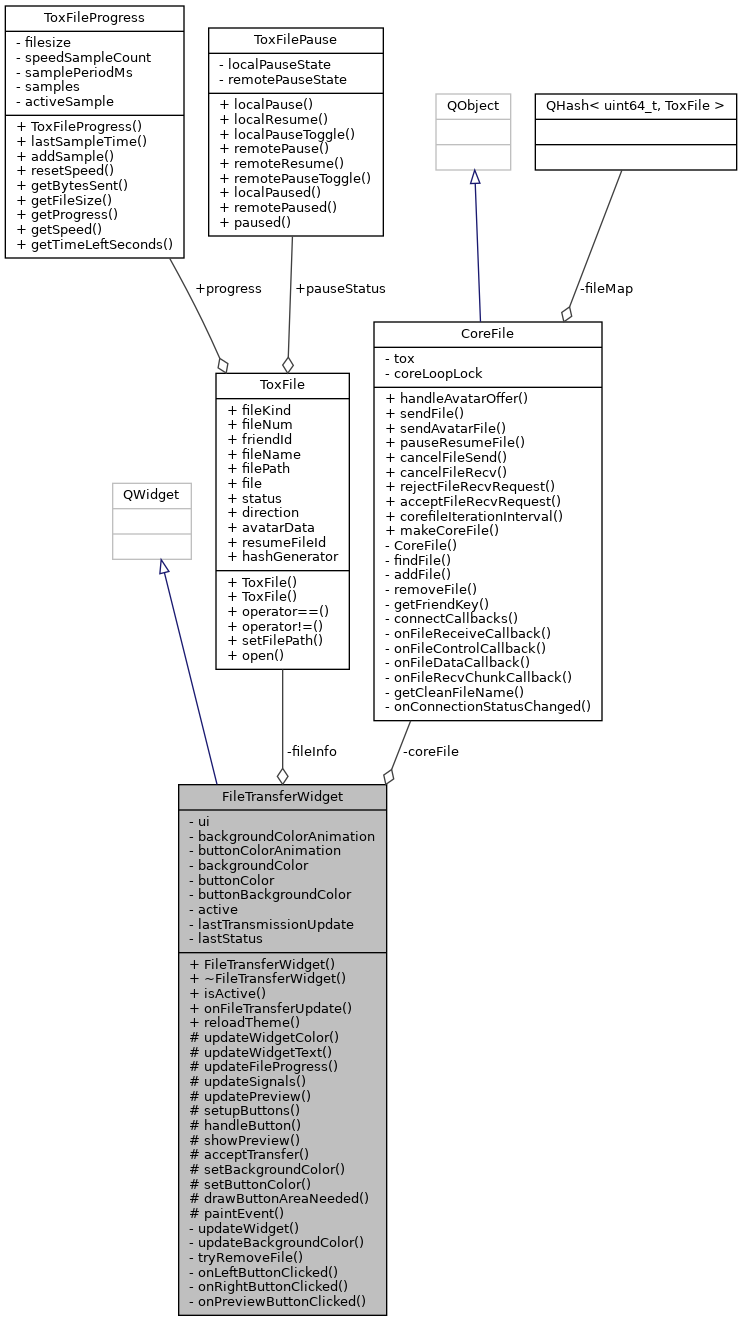 ToxFileProgress
- filesize
- speedSampleCount
- samplePeriodMs
- samples
- activeSample
+ ToxFileProgress()
+ lastSampleTime()
+ addSample()
+ resetSpeed()
+ getBytesSent()
+ getFileSize()
+ getProgress()
+ getSpeed()
+ getTimeLeftSeconds()
ToxFilePause
- localPauseState
- remotePauseState
+ localPause()
+ localResume()
+ localPauseToggle()
+ remotePause()
+ remoteResume()
+ remotePauseToggle()
+ localPaused()
+ remotePaused()
+ paused()
QObject
QHash< uint64_t, ToxFile >
+progress
+pauseStatus
-fileMap
ToxFile
+ fileKind
+ fileNum
+ friendId
+ fileName
+ filePath
+ file
+ status
+ direction
+ avatarData
+ resumeFileId
+ hashGenerator
+ ToxFile()
+ ToxFile()
+ operator==()
+ operator!=()
+ setFilePath()
+ open()
CoreFile
- tox
- coreLoopLock
+ handleAvatarOffer()
+ sendFile()
+ sendAvatarFile()
+ pauseResumeFile()
+ cancelFileSend()
+ cancelFileRecv()
+ rejectFileRecvRequest()
+ acceptFileRecvRequest()
+ corefileIterationInterval()
+ makeCoreFile()
- CoreFile()
- findFile()
- addFile()
- removeFile()
- getFriendKey()
- connectCallbacks()
- onFileReceiveCallback()
- onFileControlCallback()
- onFileDataCallback()
- onFileRecvChunkCallback()
- getCleanFileName()
- onConnectionStatusChanged()
QWidget
-fileInfo
-coreFile
FileTransferWidget
- ui
- backgroundColorAnimation
- buttonColorAnimation
- backgroundColor
- buttonColor
- buttonBackgroundColor
- active
- lastTransmissionUpdate
- lastStatus
+ FileTransferWidget()
+ ~FileTransferWidget()
+ isActive()
+ onFileTransferUpdate()
+ reloadTheme()
# updateWidgetColor()
# updateWidgetText()
# updateFileProgress()
# updateSignals()
# updatePreview()
# setupButtons()
# handleButton()
# showPreview()
# acceptTransfer()
# setBackgroundColor()
# setButtonColor()
# drawButtonAreaNeeded()
# paintEvent()
- updateWidget()
- updateBackgroundColor()
- tryRemoveFile()
- onLeftButtonClicked()
- onRightButtonClicked()
- onPreviewButtonClicked()